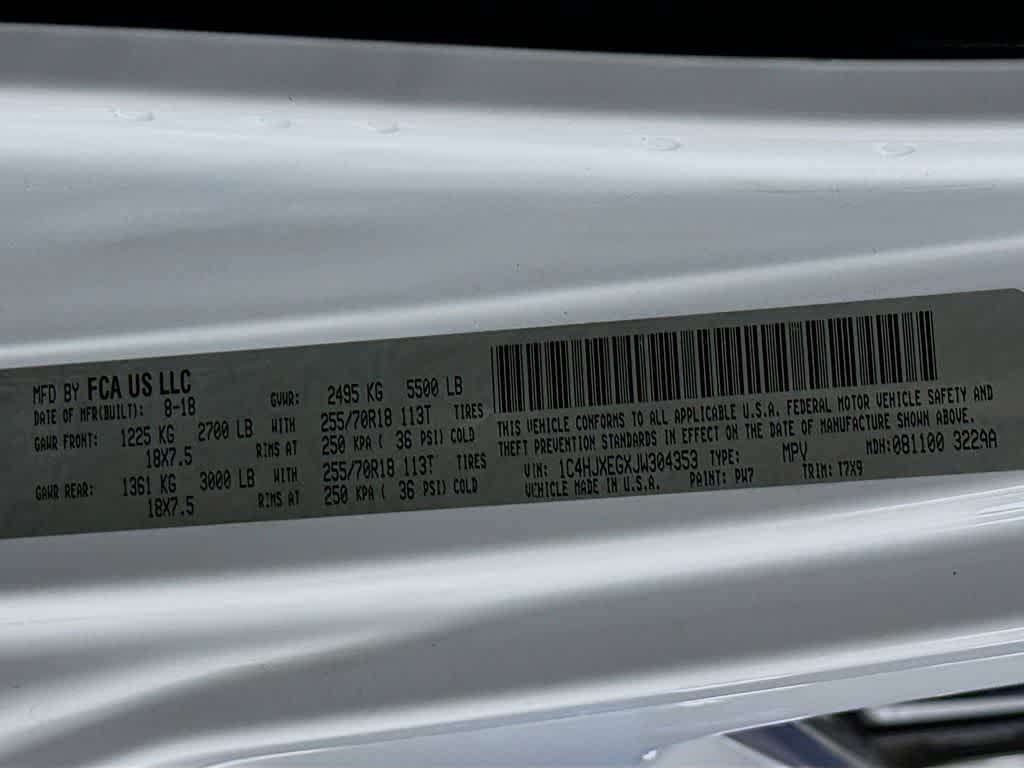 MFD BY FCA US LLC
DATE OF MFR(BUILT): 8-18 GVWR: 2495 KG 5500 LB
GAWR FRONT: 1225 KG 2700 LB WITH 255/70R18 113T TIRES
18X7.5 RIMS AT 250 KPA ( 36 PSI) COLD
GAWR REAR: 1361 KG 3000 LB WITH 255/70R18 113T TIRES
18X7.5 RIMS AT 250 KPA ( 36 PSI) COLD
THIS VEHICLE CONFORMS TO ALL APPLICABLE U.S.A. FEDERAL MOTOR VEHICLE SAFETY AND
THEFT PREVENTION STANDARDS IN EFFECT ON THE DATE OF MANUFACTURE SHOWN ABOVE.
VIN: 1C4HJXEGXJW304353 TYPE: MPV MDH:081100 3229A
VEHICLE MADE IN U.S.A. PAINT: PW7 TRIM: T7X9